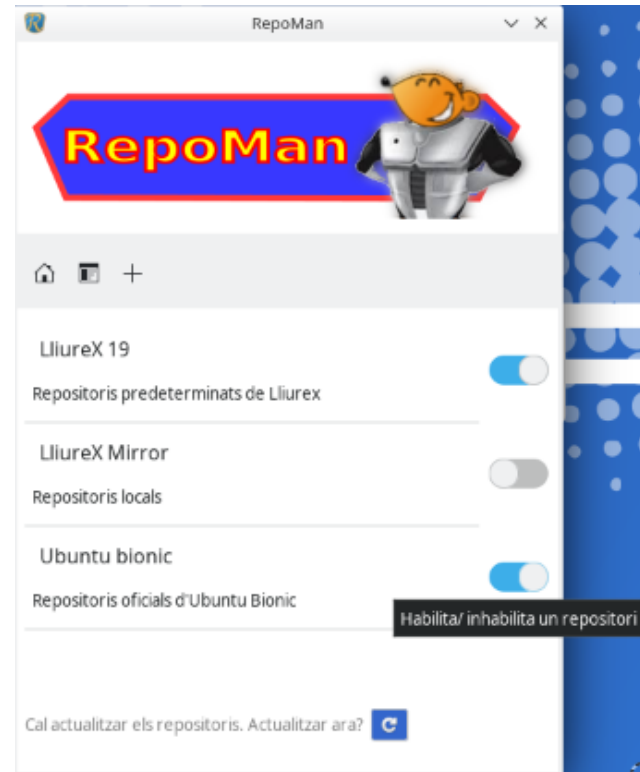 RepoMan
RepoMan
LliureX 19
Repositoris predeterminats de Lliurex
LliureX Mirror
Repositoris locals
Ubuntu bionic
Repositoris oficials d'Ubuntu Bionic
Habilita/ inhabilita un repositori
Cal actualitzar els repositoris. Actualitzar ara?